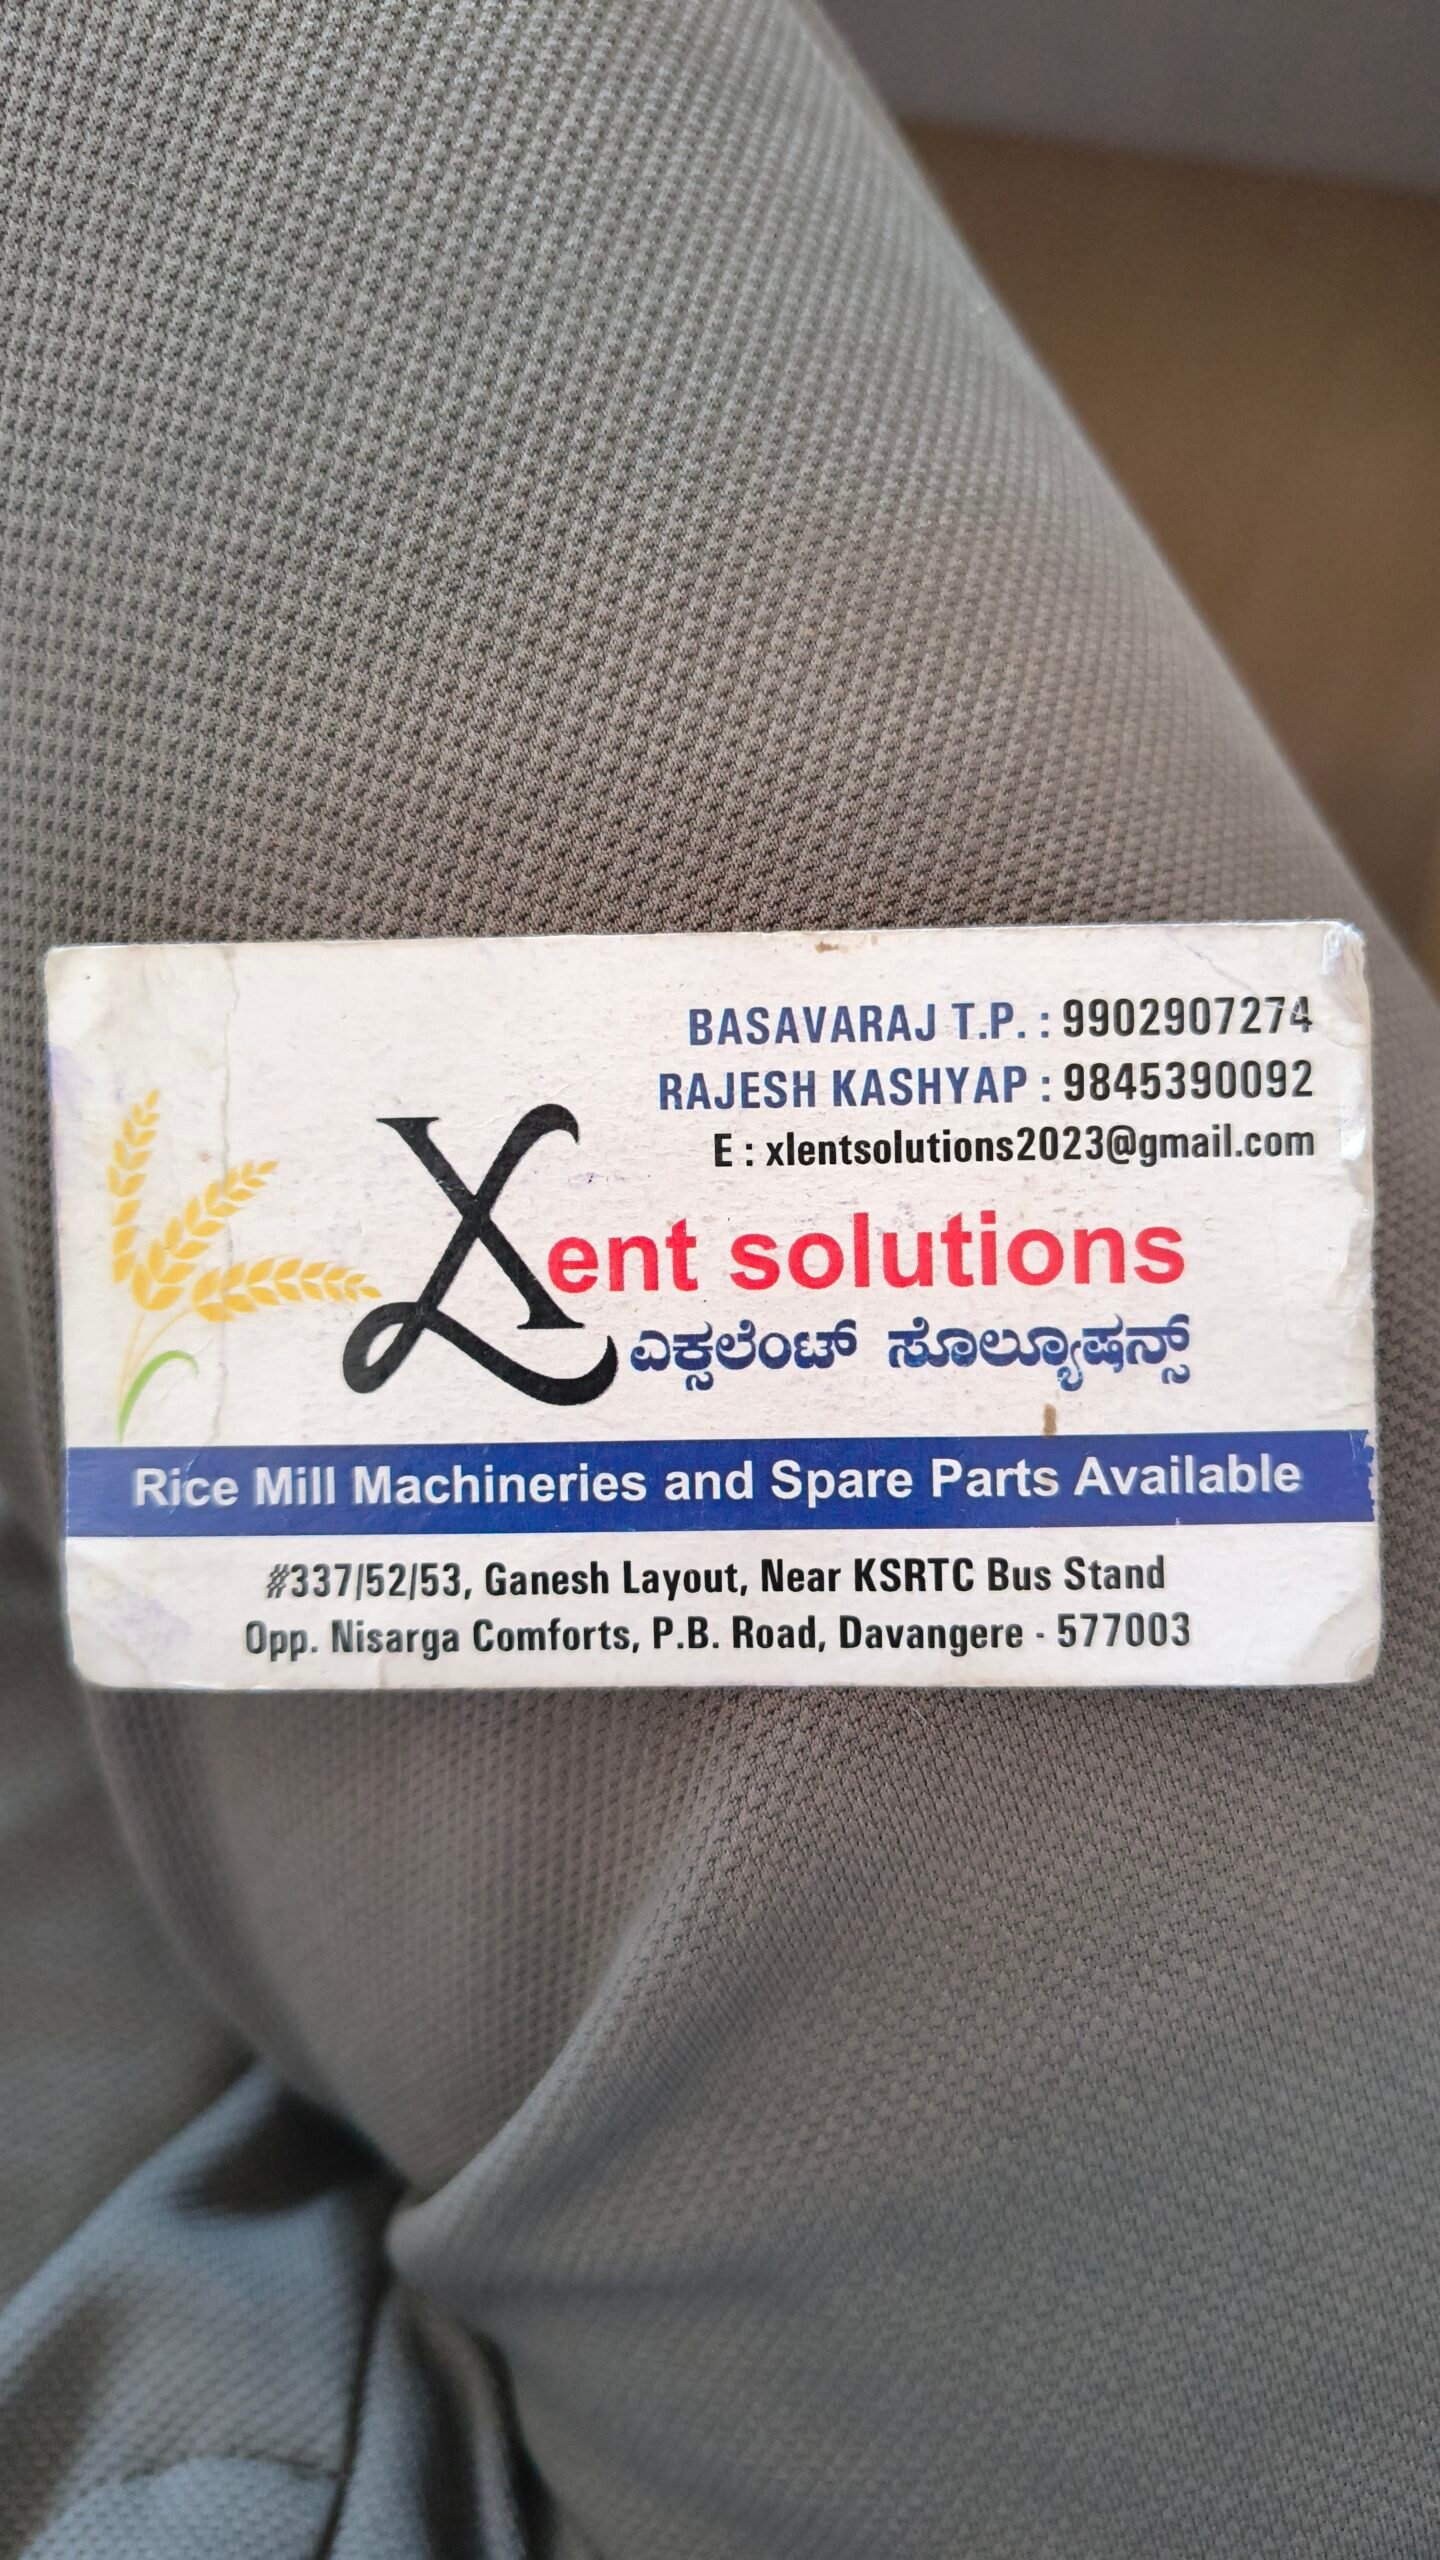 BASAVARAJ T.P. : 9902907274
RAJESH KASHYAP : 9845390092
E : xlentsolutions2023@gmail.com
Xlent solutions
ಎಕ್ಸಲೆಂಟ್ ಸೊಲ್ಯೂಷನ್ಸ್
Rice Mill Machineries and Spare Parts Available
#337/52/53, Ganesh Layout, Near KSRTC Bus Stand
Opp. Nisarga Comforts, P.B. Road, Davangere - 577003